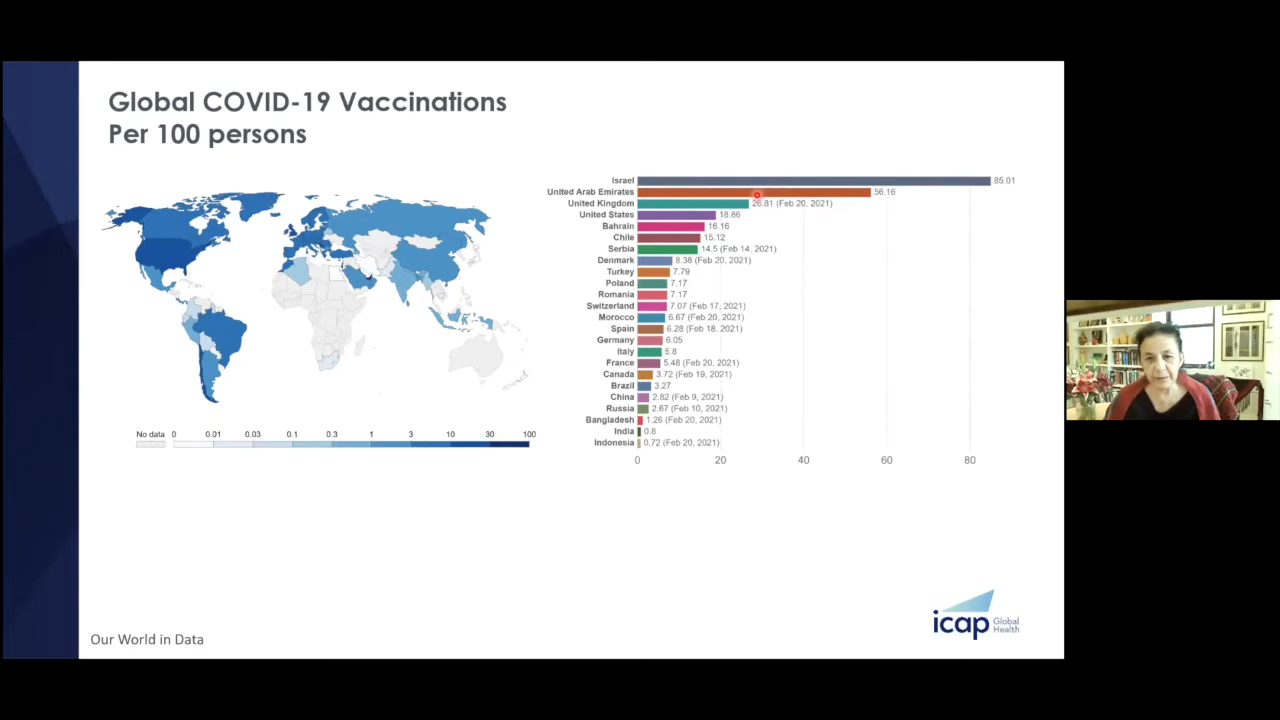 Global COVID-19 Vaccinations
Per 100 persons
Israel 85.01
United Arab Emirates 56.16
United Kingdom 26.81 (Feb 20, 2021)
United States 18.86
Bahrain 16.16
Chile 15.12
Serbia 14.5 (Feb 14, 2021)
Denmark 8.38 (Feb 20, 2021)
Turkey 7.79
Poland 7.17
Romania 7.17
Switzerland 7.07 (Feb 17, 2021)
Morocco 6.67 (Feb 20, 2021)
Spain 6.28 (Feb 18, 2021)
Germany 6.05
Italy 5.8
France 5.48 (Feb 20, 2021)
Canada 3.72 (Feb 19, 2021)
Brazil 3.27
China 2.82 (Feb 9, 2021)
Russia 2.67 (Feb 10, 2021)
Bangladesh 1.26 (Feb 20, 2021)
India 0.8
Indonesia 0.72 (Feb 20, 2021)
0 20 40 60 80
No data 0 0.01 0.03 0.1 0.3 1 3 10 30 100
icap Global Health
Our World in Data